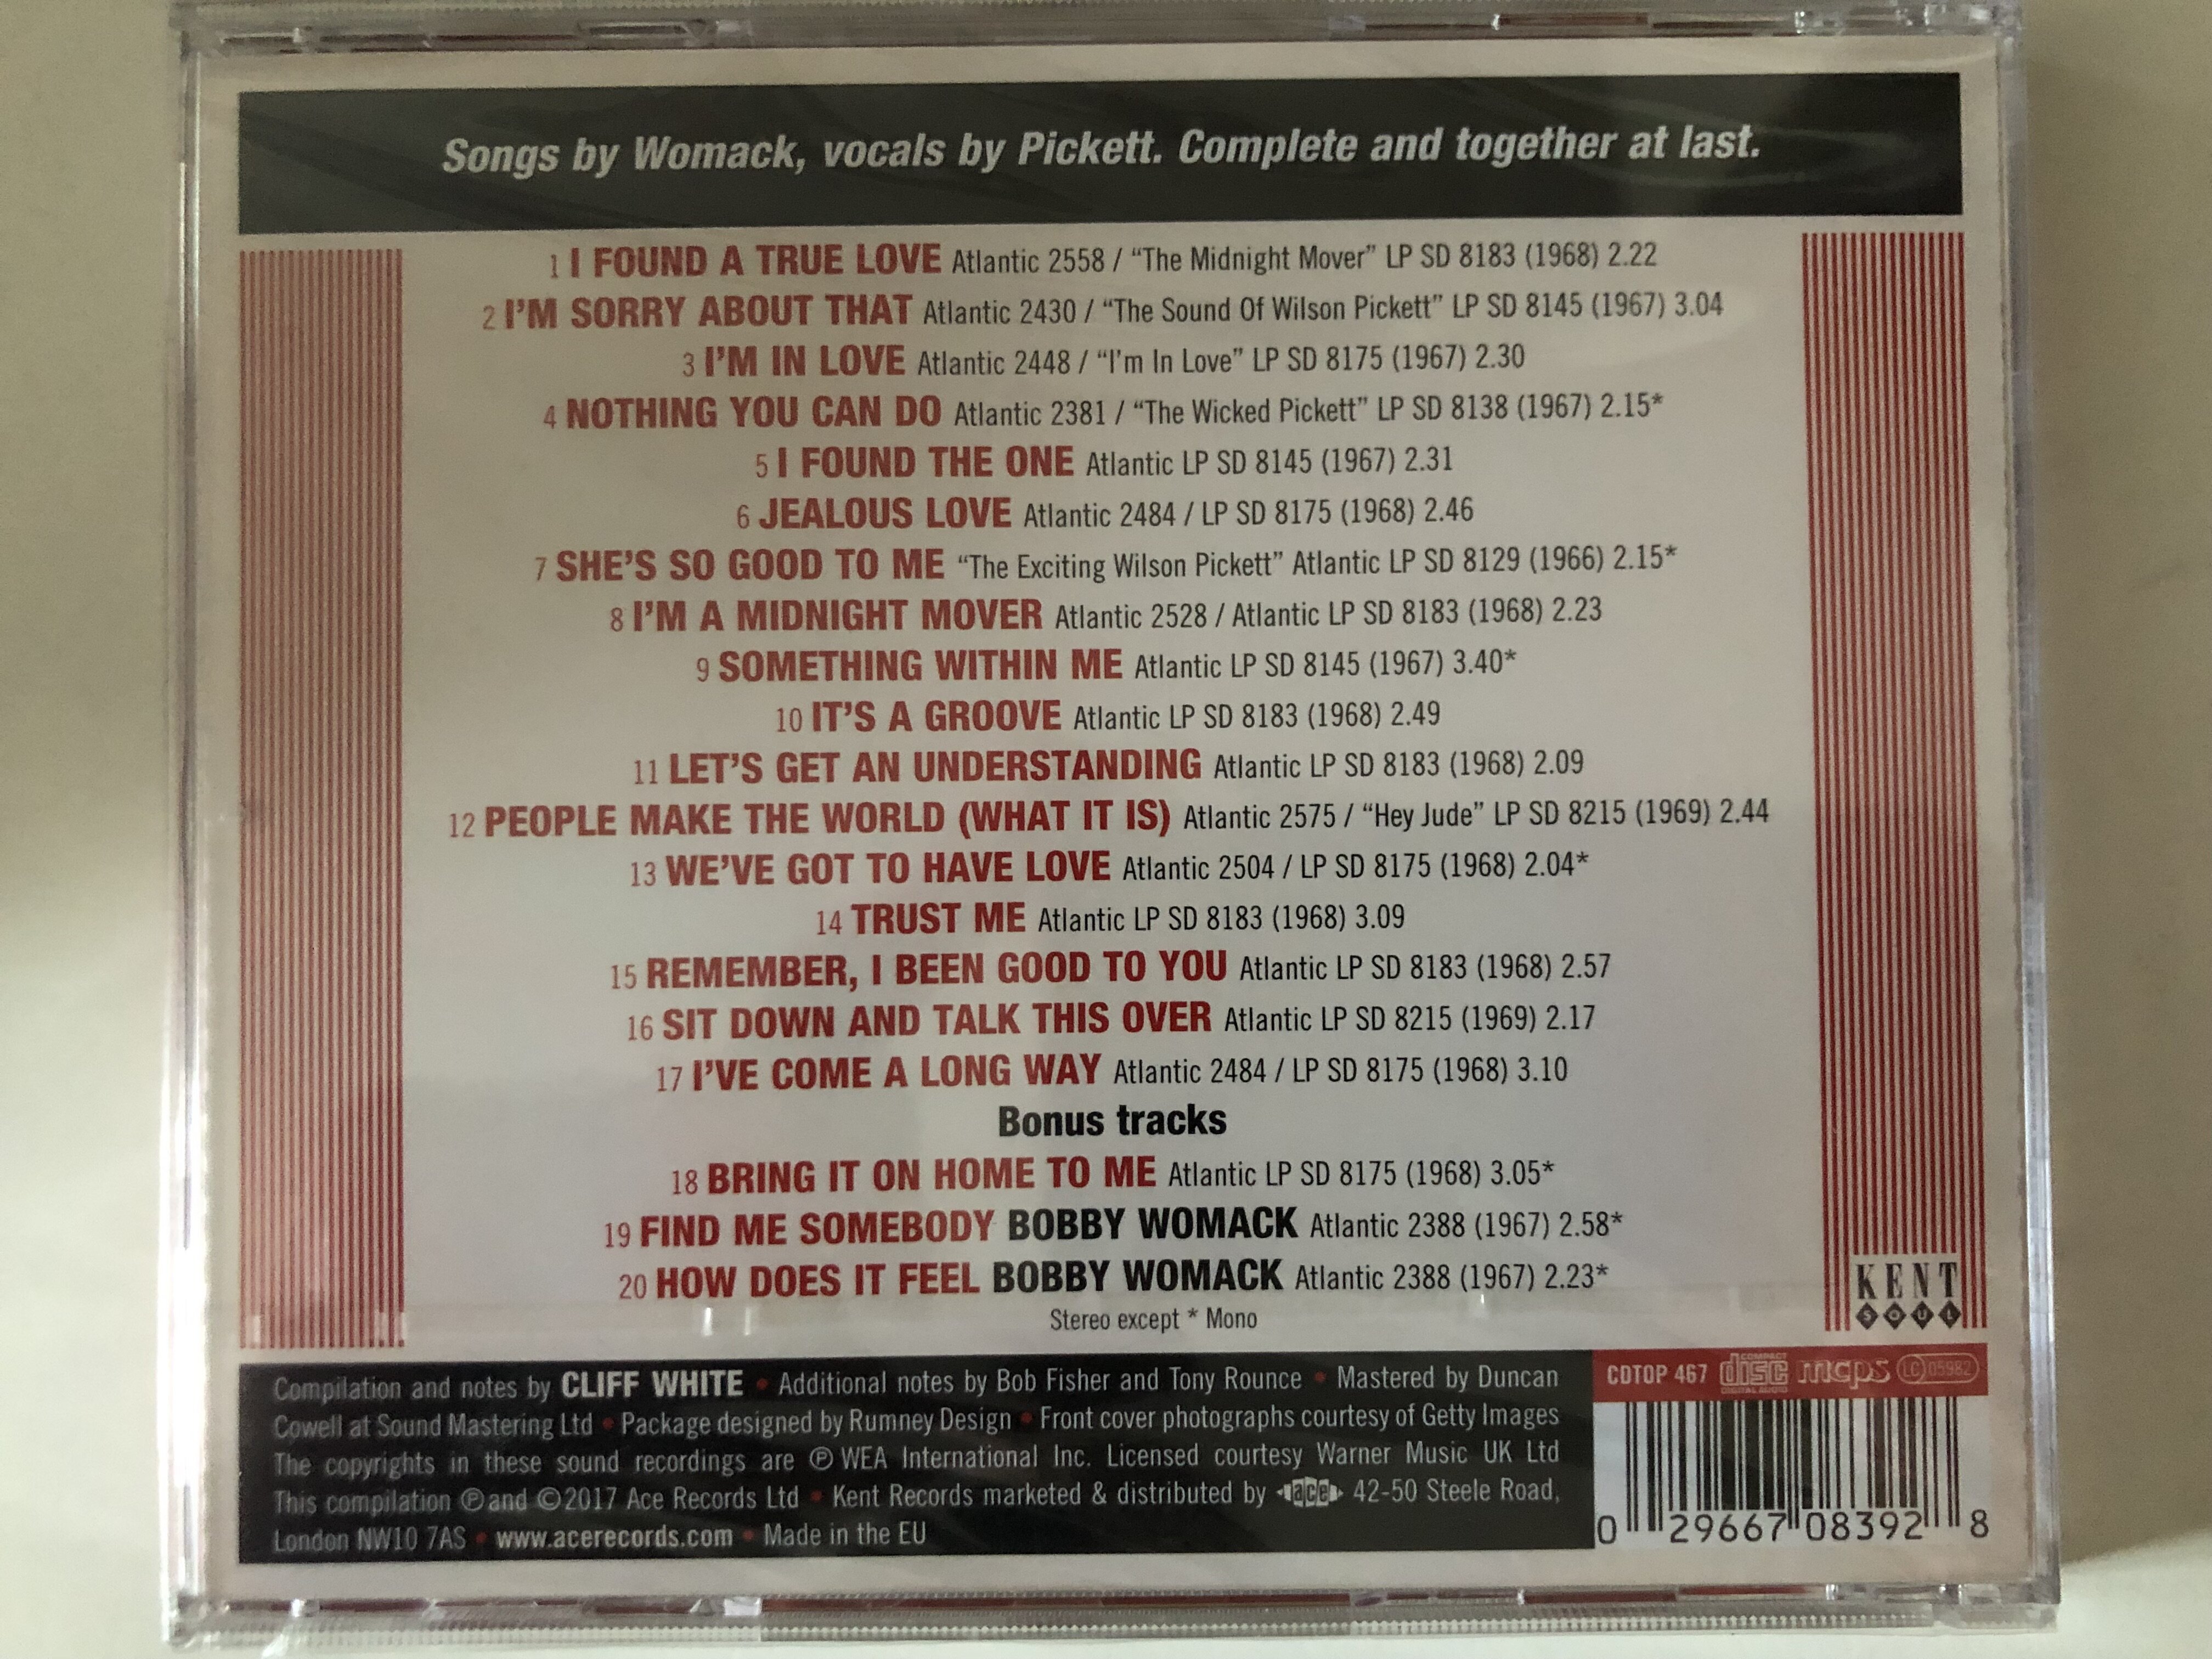 Songs by Womack, vocals by Pickett. Complete and together at last.
1 I FOUND A TRUE LOVE Atlantic 2558 / “The Midnight Mover” LP SD 8183 (1968) 2.22
2 I’M SORRY ABOUT THAT Atlantic 2430 / “The Sound Of Wilson Pickett” LP SD 8145 (1967) 3.04
3 I’M IN LOVE Atlantic 2448 / “I’m In Love” LP SD 8175 (1967) 2.30
4 NOTHING YOU CAN DO Atlantic 2381 / “The Wicked Pickett” LP SD 8138 (1967) 2.15*
5 I FOUND THE ONE Atlantic LP SD 8145 (1967) 2.31
6 JEALOUS LOVE Atlantic 2484 / LP SD 8175 (1968) 2.46
7 SHE’S SO GOOD TO ME “The Exciting Wilson Pickett” Atlantic LP SD 8129 (1966) 2.15*
8 I’M A MIDNIGHT MOVER Atlantic 2528 / Atlantic LP SD 8183 (1968) 2.23
9 SOMETHING WITHIN ME Atlantic LP SD 8145 (1967) 3.40*
10 IT’S A GROOVE Atlantic LP SD 8183 (1968) 2.49
11 LET’S GET AN UNDERSTANDING Atlantic LP SD 8183 (1968) 2.09
12 PEOPLE MAKE THE WORLD (WHAT IT IS) Atlantic 2575 / “Hey Jude” LP SD 8215 (1969) 2.44
13 WE’VE GOT TO HAVE LOVE Atlantic 2504 / LP SD 8175 (1968) 2.04*
14 TRUST ME Atlantic LP SD 8183 (1968) 3.09
15 REMEMBER, I BEEN GOOD TO YOU Atlantic LP SD 8183 (1968) 2.57
16 SIT DOWN AND TALK THIS OVER Atlantic LP SD 8215 (1969) 2.17
17 I’VE COME A LONG WAY Atlantic 2484 / LP SD 8175 (1968) 3.10
Bonus tracks
18 BRING IT ON HOME TO ME Atlantic LP SD 8175 (1968) 3.05*
19 FIND ME SOMEBODY BOBBY WOMACK Atlantic 2388 (1967) 2.58*
20 HOW DOES IT FEEL BOBBY WOMACK Atlantic 2388 (1967) 2.23*
Stereo except * Mono
KENT
SOUL
Compilation and notes by CLIFF WHITE • Additional notes by Bob Fisher and Tony Rounce • Mastered by Duncan
Cowell at Sound Mastering Ltd • Package designed by Rumney Design • Front cover photographs courtesy of Getty Images
The copyrights in these sound recordings are ℗ WEA International Inc. Licensed courtesy Warner Music UK Ltd
This compilation ℗ and © 2017 Ace Records Ltd • Kent Records marketed & distributed by ace 42-50 Steele Road,
London NW10 7AS • www.acerecords.com • Made in the EU
CDTOP 467 COMPACT disc DIGITAL AUDIO mcps LC 05982
0 29667 08392 8